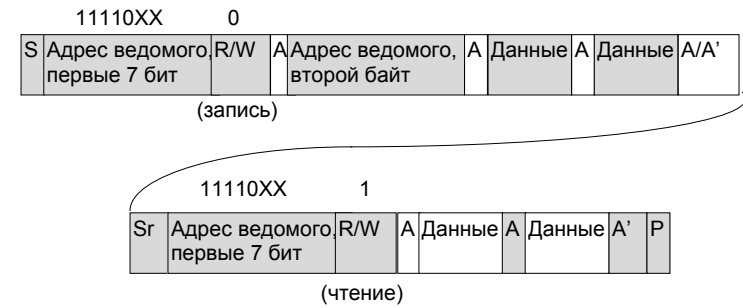 11110XX 0
S Адрес ведомого, R/W A Адрес ведомого, A Данные A Данные A/A’
первые 7 бит второй байт
(запись)
11110XX 1
Sr Адрес ведомого, R/W A Данные A Данные A’ P
первые 7 бит
(чтение)